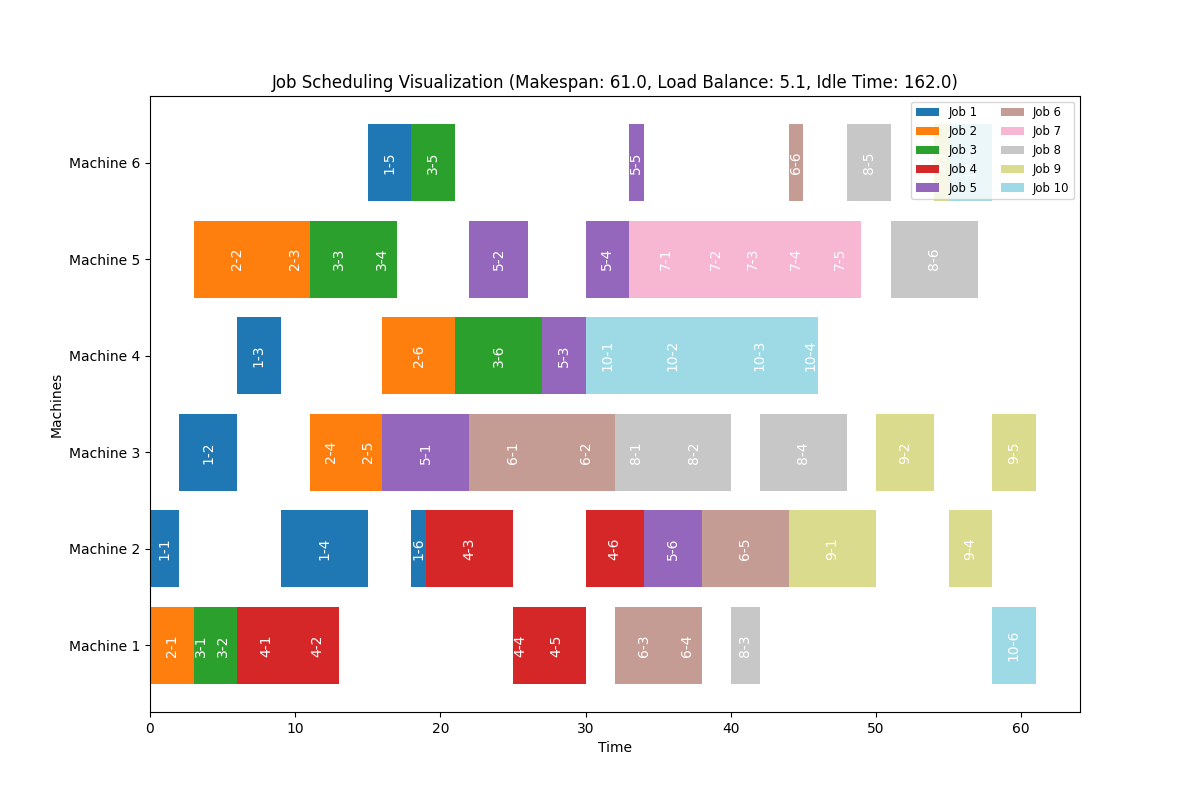 Job Scheduling Visualization (Makespan: 61.0, Load Balance: 5.1, Idle Time: 162.0)
Job 1 Job 6
Job 2 Job 7
Job 3 Job 8
Job 4 Job 9
Job 5 Job 10
Machine 6 1-5 3-5 5-5 6-6 8-5
Machine 5 2-2 2-3 3-3 3-4 5-2 5-4 7-1 7-2 7-3 7-4 7-5 8-6
Machine 4 1-3 2-6 3-6 5-3 10-1 10-2 10-3 10-4
Machine 3 1-2 2-4 2-5 5-1 6-1 6-2 8-1 8-2 8-4 9-2 9-5
Machine 2 1-1 1-4 1-6 4-3 4-6 5-6 6-5 9-1 9-4
Machine 1 2-1 3-1 3-2 4-1 4-2 4-4 4-5 6-3 6-4 8-3 10-6
Machines
0 10 20 30 40 50 60
Time